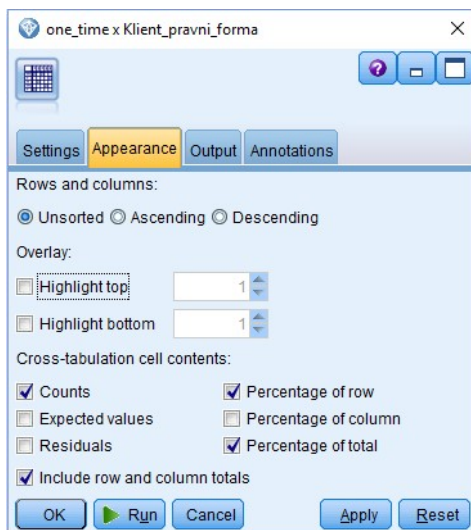 one_time x Klient_pravni_forma
Settings Appearance Output Annotations
Rows and columns:
Unsorted Ascending Descending
Overlay:
Highlight top 1
Highlight bottom 1
Cross-tabulation cell contents:
Counts Percentage of row
Expected values Percentage of column
Residuals Percentage of total
Include row and column totals
OK Run Cancel Apply Reset